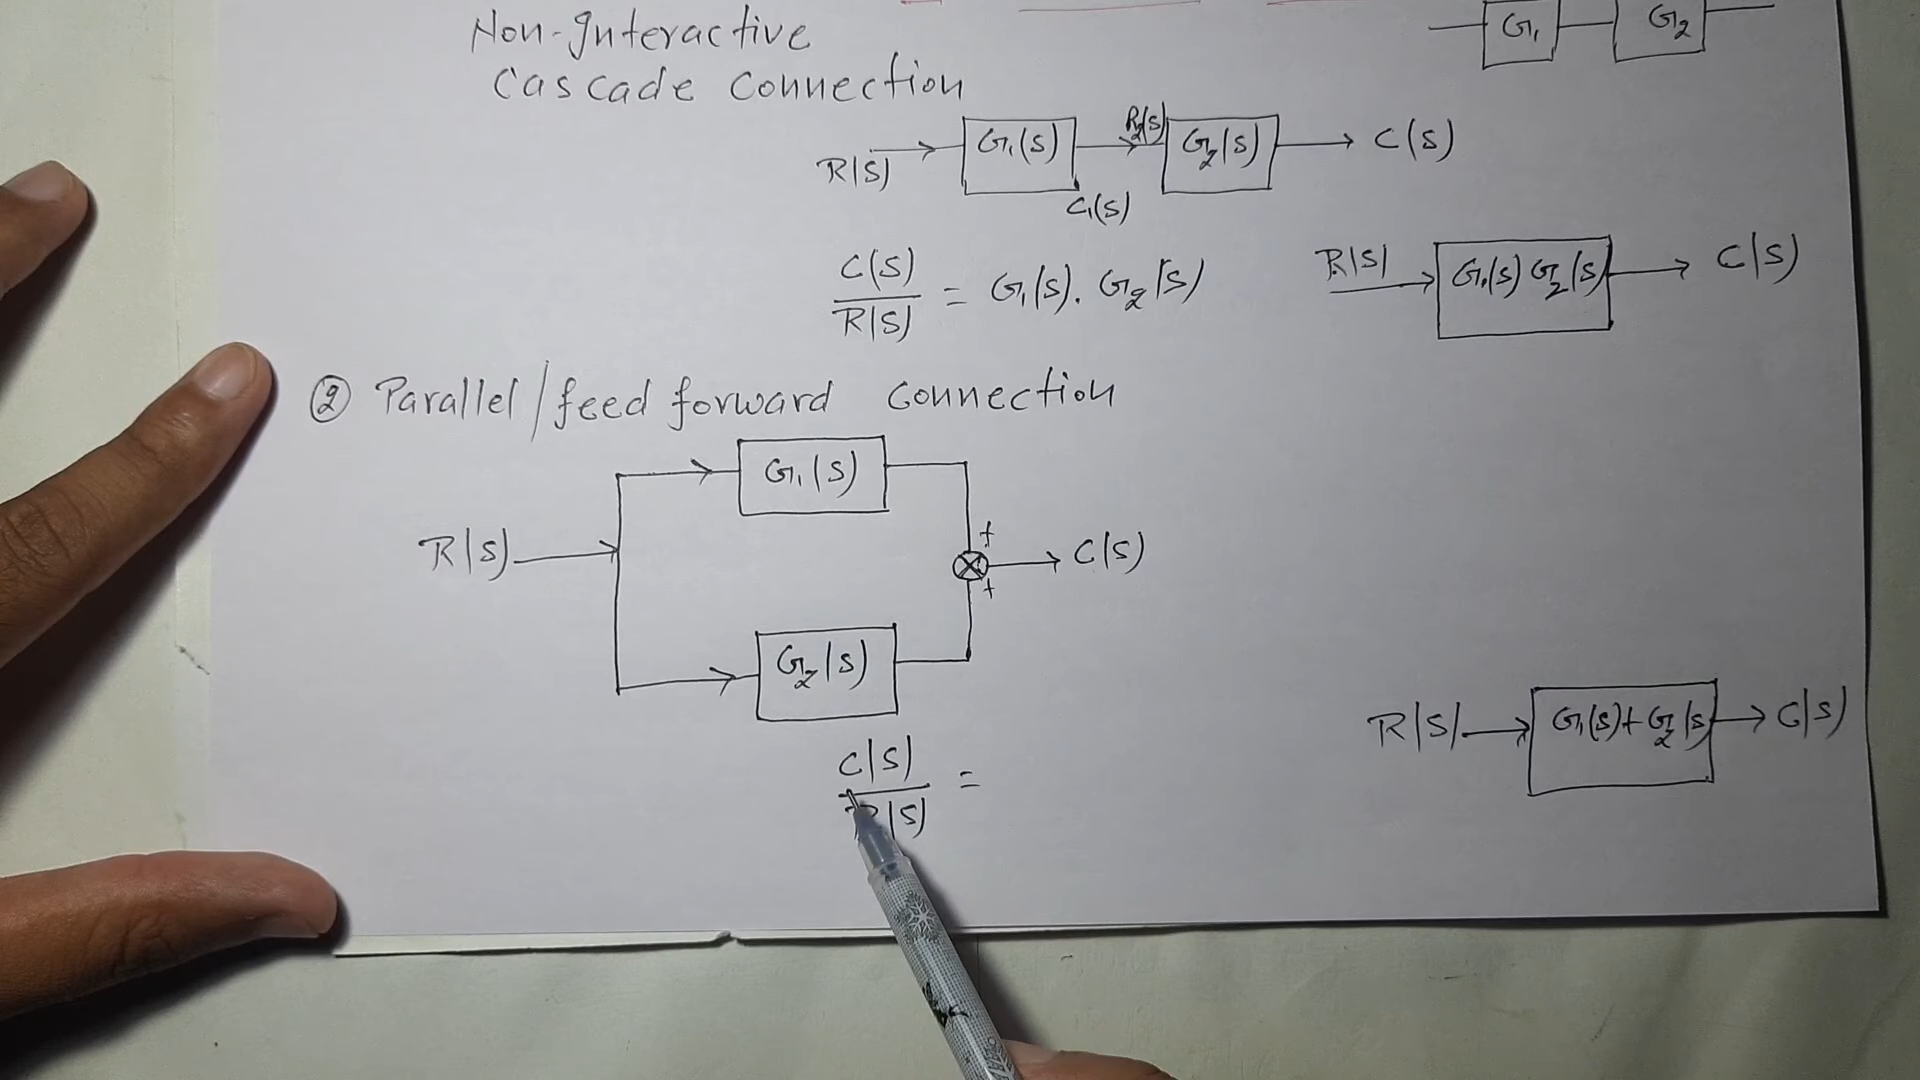 Non-Interactive
Cascade Connection
G1
G2
R(s)
G1(s)
R2(s)
G2(s)
C(s)
C1(s)
C(s)
R(s)
= G1(s). G2(s)
R(s)
G1(s) G2(s)
C(s)
② Parallel/feed forward Connection
R(s)
G1(s)
G2(s)
+
+
C(s)
C(s)
R(s)
=
R(s)
G1(s)+G2(s)
C(s)